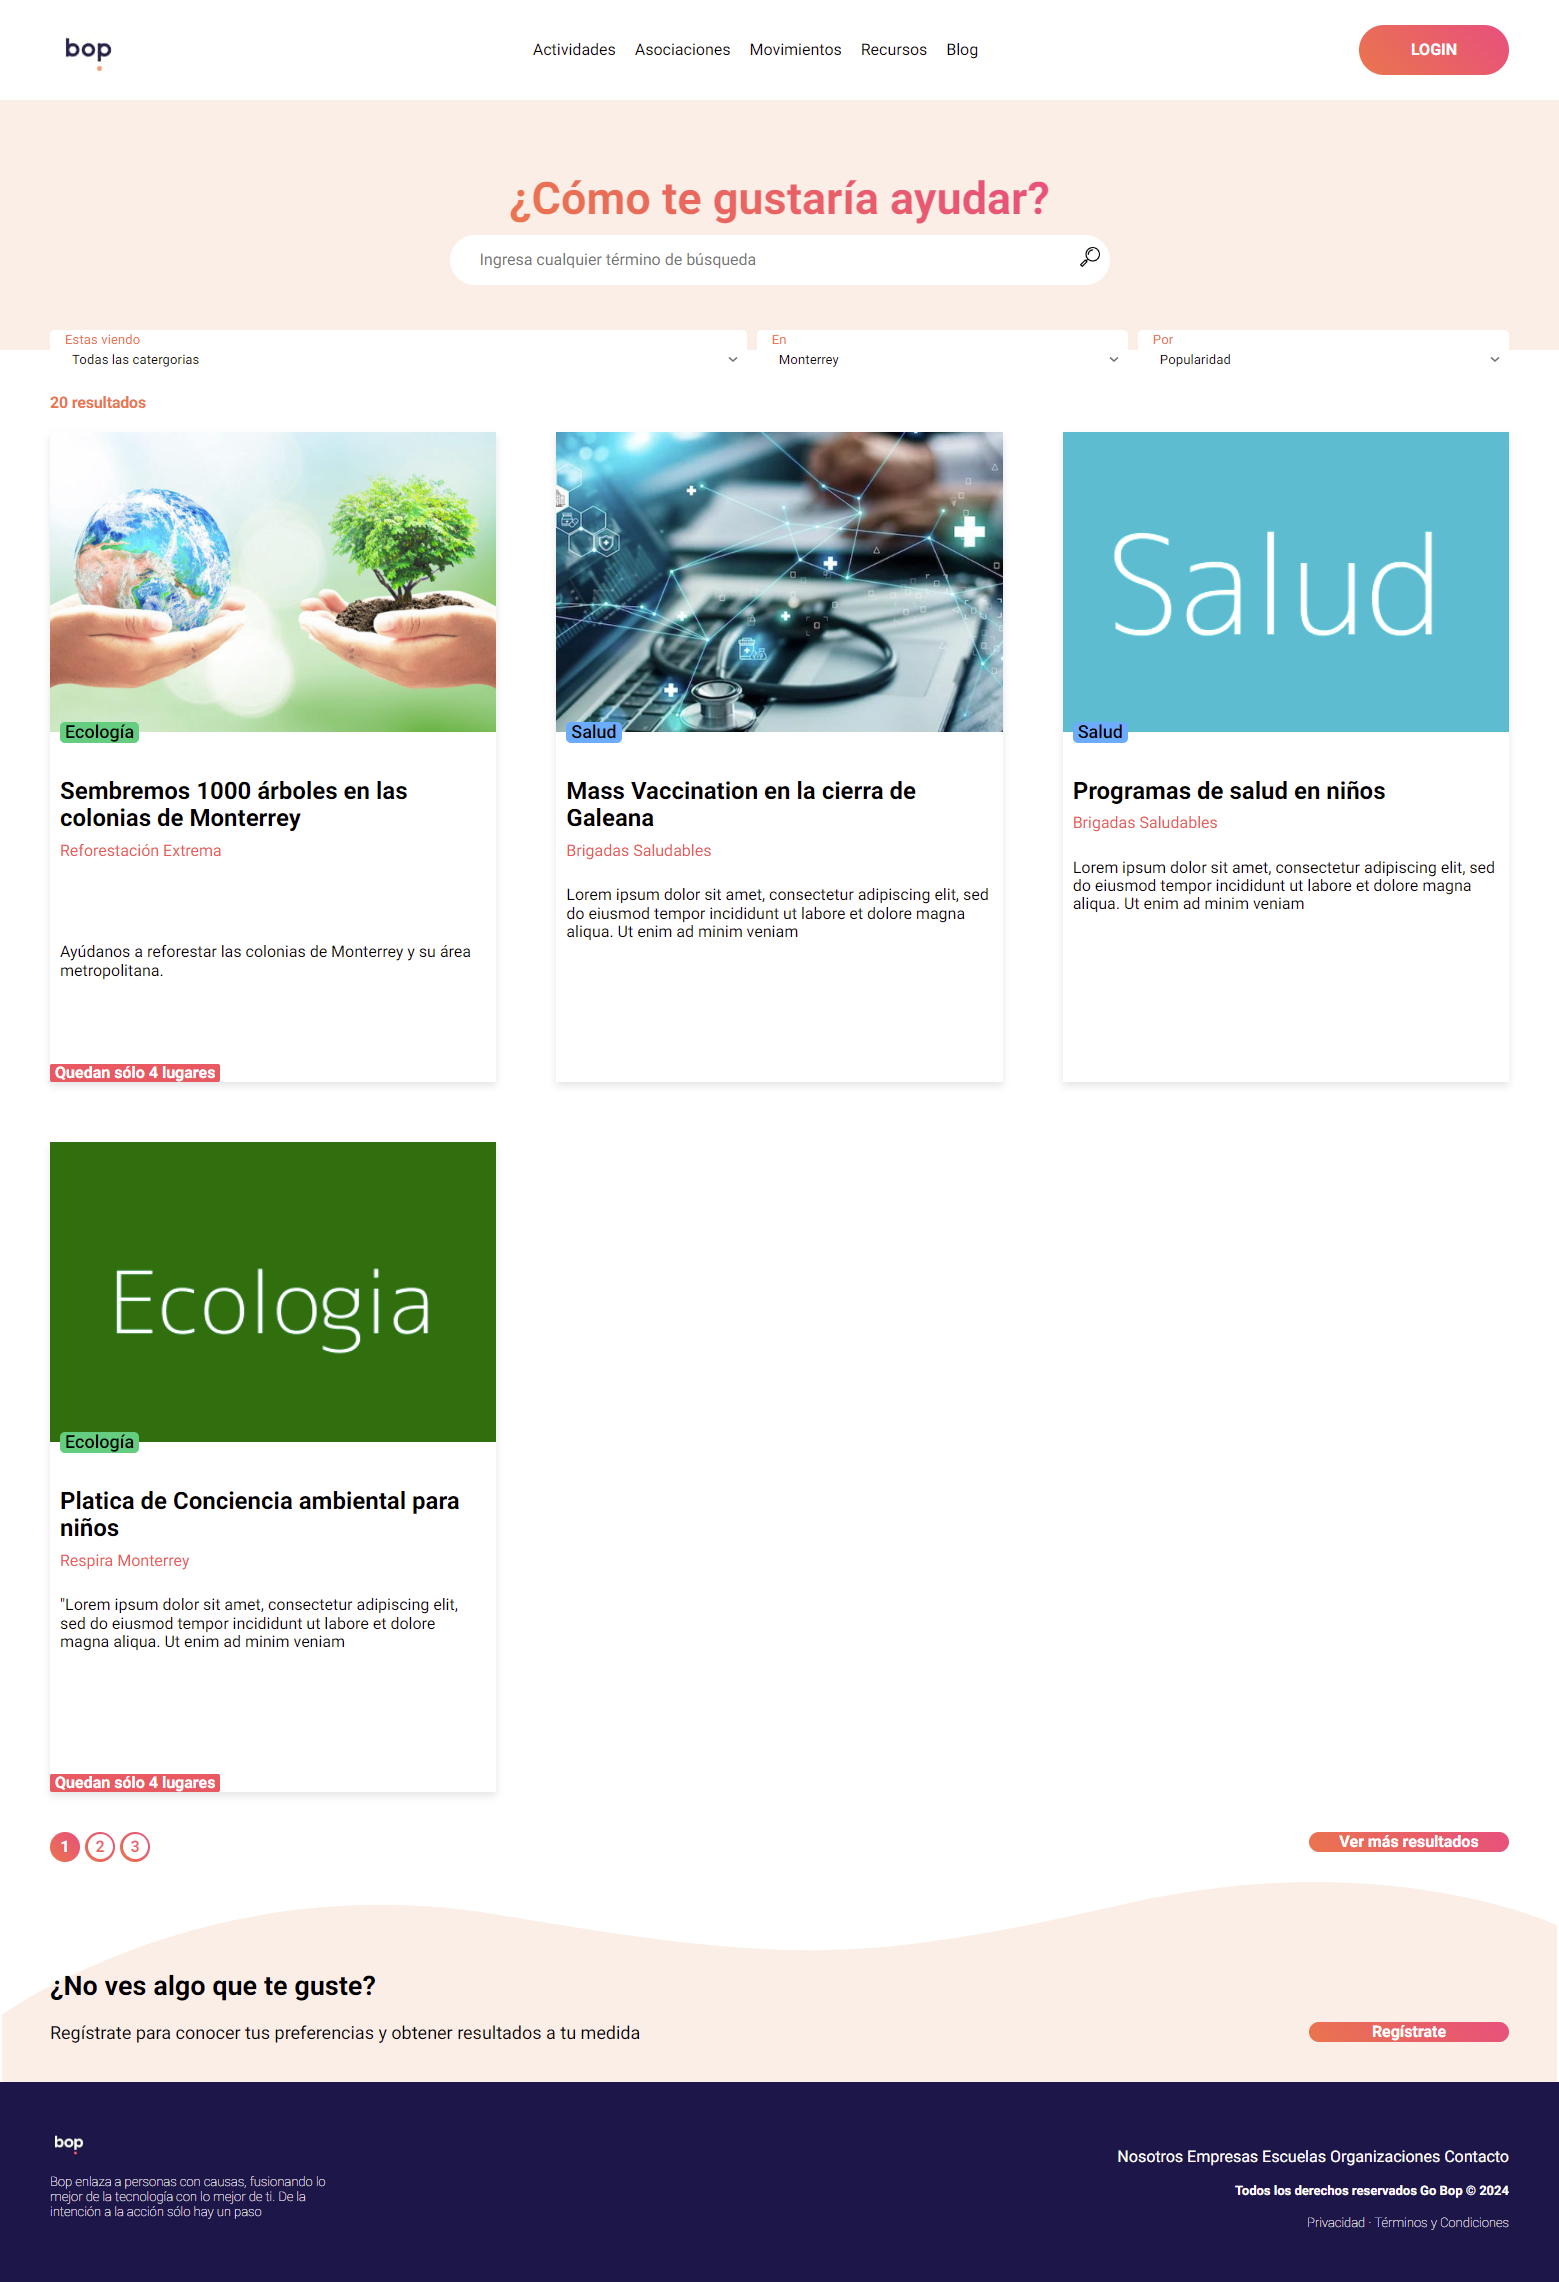 bop
Actividades Asociaciones Movimientos Recursos Blog
LOGIN
¿Cómo te gustaría ayudar?
Ingresa cualquier término de búsqueda
Estas viendo
Todas las catergorias
En
Monterrey
Por
Popularidad
20 resultados
Ecología
Sembremos 1000 árboles en las
colonias de Monterrey
Reforestación Extrema
Ayúdanos a reforestar las colonias de Monterrey y su área
metropolitana.
Quedan sólo 4 lugares
Salud
Mass Vaccination en la cierra de
Galeana
Brigadas Saludables
Lorem ipsum dolor sit amet, consectetur adipiscing elit, sed
do eiusmod tempor incididunt ut labore et dolore magna
aliqua. Ut enim ad minim veniam
Salud
Salud
Programas de salud en niños
Brigadas Saludables
Lorem ipsum dolor sit amet, consectetur adipiscing elit, sed
do eiusmod tempor incididunt ut labore et dolore magna
aliqua. Ut enim ad minim veniam
Ecologia
Ecología
Platica de Conciencia ambiental para
niños
Respira Monterrey
"Lorem ipsum dolor sit amet, consectetur adipiscing elit,
sed do eiusmod tempor incididunt ut labore et dolore
magna aliqua. Ut enim ad minim veniam
Quedan sólo 4 lugares
1 2 3
Ver más resultados
¿No ves algo que te guste?
Regístrate para conocer tus preferencias y obtener resultados a tu medida
Regístrate
bop
Bop enlaza a personas con causas, fusionando lo
mejor de la tecnología con lo mejor de ti. De la
intención a la acción sólo hay un paso
Nosotros Empresas Escuelas Organizaciones Contacto
Todos los derechos reservados Go Bop © 2024
Privacidad · Términos y Condiciones